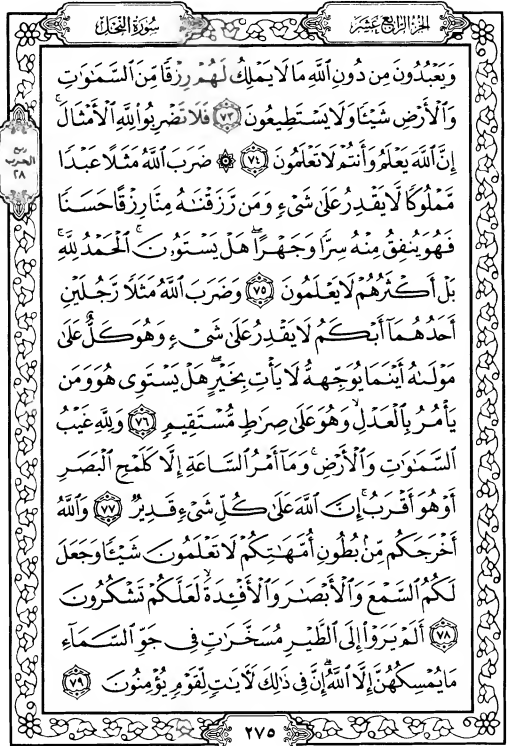 الجزء الرابع عشر
سورة النحل
وَيَعْبُدُونَ مِن دُونِ ٱللَّهِ مَا لَا يَمْلِكُ لَهُمْ رِزْقًا مِّنَ ٱلسَّمَٰوَٰتِ
وَٱلْأَرْضِ شَيْـًٔا وَلَا يَسْتَطِيعُونَ ٧٣ فَلَا تَضْرِبُوا۟ لِلَّهِ ٱلْأَمْثَالَ ۚ
ربع
الحزب
٢٨
إِنَّ ٱللَّهَ يَعْلَمُ وَأَنتُمْ لَا تَعْلَمُونَ ٧٤ ۞ ضَرَبَ ٱللَّهُ مَثَلًا عَبْدًا
مَّمْلُوكًا لَّا يَقْدِرُ عَلَىٰ شَىْءٍ وَمَن رَّزَقْنَٰهُ مِنَّا رِزْقًا حَسَنًا
فَهُوَ يُنفِقُ مِنْهُ سِرًّا وَجَهْرًا ۖ هَلْ يَسْتَوُۥنَ ۚ ٱلْحَمْدُ لِلَّهِ ۚ
بَلْ أَكْثَرُهُمْ لَا يَعْلَمُونَ ٧٥ وَضَرَبَ ٱللَّهُ مَثَلًا رَّجُلَيْنِ
أَحَدُهُمَآ أَبْكَمُ لَا يَقْدِرُ عَلَىٰ شَىْءٍ وَهُوَ كَلٌّ عَلَىٰ
مَوْلَىٰهُ أَيْنَمَا يُوَجِّههُّ لَا يَأْتِ بِخَيْرٍ ۖ هَلْ يَسْتَوِى هُوَ وَمَن
يَأْمُرُ بِٱلْعَدْلِ ۙ وَهُوَ عَلَىٰ صِرَٰطٍ مُّسْتَقِيمٍ ٧٦ وَلِلَّهِ غَيْبُ
ٱلسَّمَٰوَٰتِ وَٱلْأَرْضِ ۚ وَمَآ أَمْرُ ٱلسَّاعَةِ إِلَّا كَلَمْحِ ٱلْبَصَرِ
أَوْ هُوَ أَقْرَبُ ۚ إِنَّ ٱللَّهَ عَلَىٰ كُلِّ شَىْءٍ قَدِيرٌ ٧٧ وَٱللَّهُ
أَخْرَجَكُم مِّنۢ بُطُونِ أُمَّهَٰتِكُمْ لَا تَعْلَمُونَ شَيْـًٔا وَجَعَلَ
لَكُمُ ٱلسَّمْعَ وَٱلْأَبْصَٰرَ وَٱلْأَفْـِٔدَةَ ۙ لَعَلَّكُمْ تَشْكُرُونَ
٧٨ أَلَمْ يَرَوْا۟ إِلَى ٱلطَّيْرِ مُسَخَّرَٰتٍ فِى جَوِّ ٱلسَّمَآءِ
مَا يُمْسِكُهُنَّ إِلَّا ٱللَّهُ ۗ إِنَّ فِى ذَٰلِكَ لَءَايَٰتٍ لِّقَوْمٍ يُؤْمِنُونَ ٧٩
٢٧٥